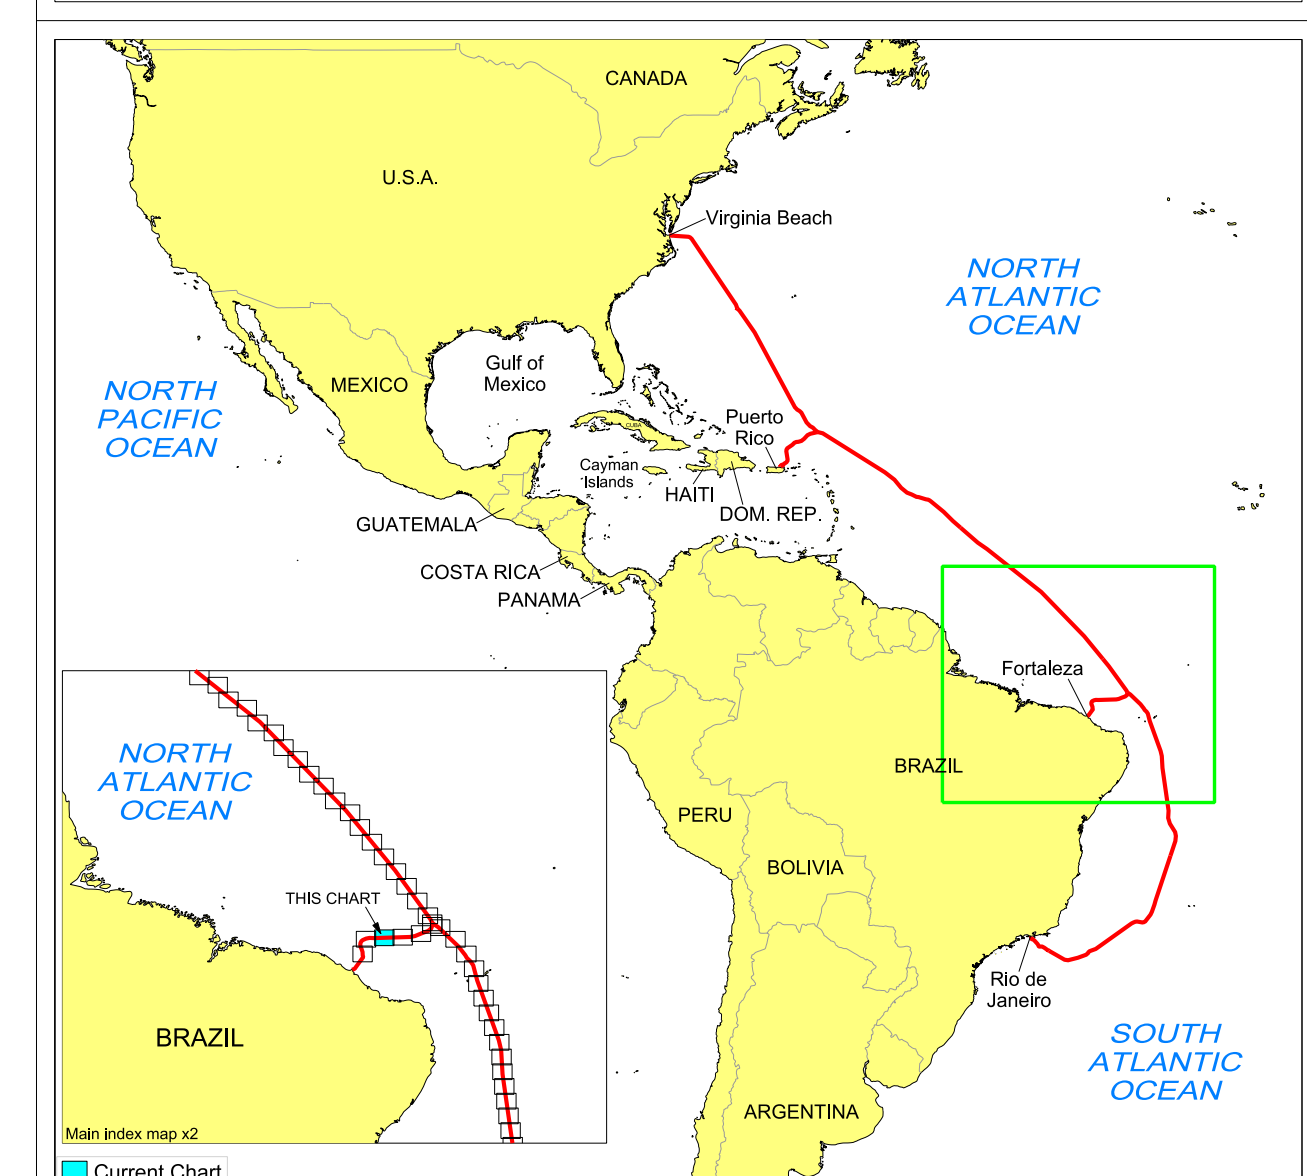 CANADA
U.S.A.
Virginia Beach
NORTH
ATLANTIC
OCEAN
Gulf of
Mexico
MEXICO
NORTH
PACIFIC
OCEAN
Puerto
Rico
CUBA
Cayman
Islands
HAITI
DOM. REP.
GUATEMALA
COSTA RICA
PANAMA
Fortaleza
BRAZIL
PERU
BOLIVIA
Rio de
Janeiro
SOUTH
ATLANTIC
OCEAN
ARGENTINA
NORTH
ATLANTIC
OCEAN
THIS CHART
BRAZIL
Main index map x2
Current Chart